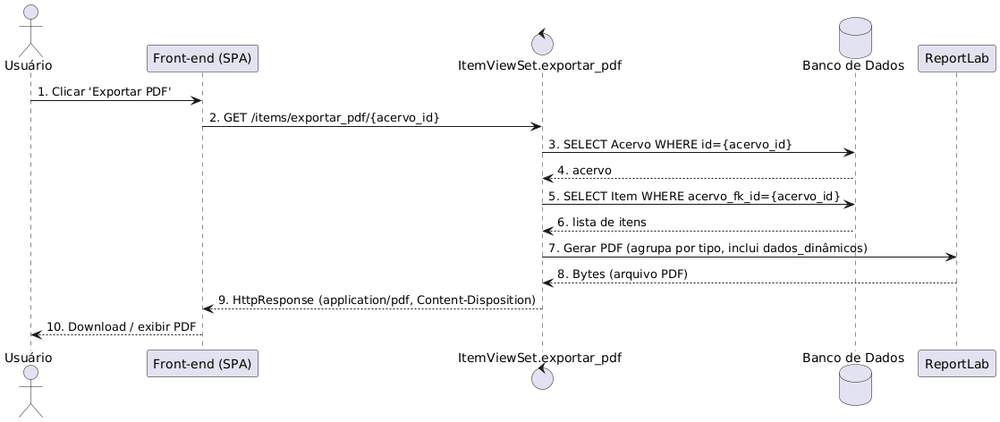 Usuário
Front-end (SPA)
ItemViewSet.exportar_pdf
Banco de Dados
ReportLab
1. Clicar 'Exportar PDF'
2. GET /items/exportar_pdf/{acervo_id}
3. SELECT Acervo WHERE id={acervo_id}
4. acervo
5. SELECT Item WHERE acervo_fk_id={acervo_id}
6. lista de itens
7. Gerar PDF (agrupa por tipo, inclui dados_dinâmicos)
8. Bytes (arquivo PDF)
9. HttpResponse (application/pdf, Content-Disposition)
10. Download / exibir PDF
Usuário
Front-end (SPA)
ItemViewSet.exportar_pdf
Banco de Dados
ReportLab